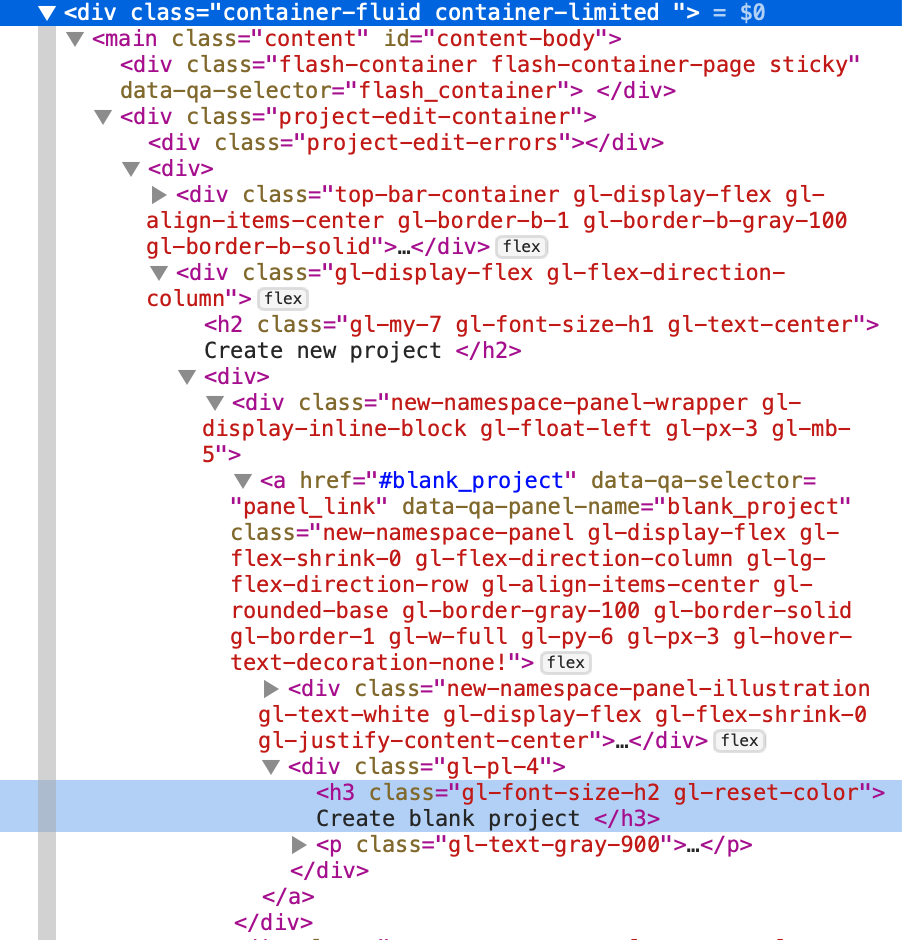 <div class="container-fluid container-limited "> = $0
<main class="content" id="content-body">
<div class="flash-container flash-container-page sticky"
data-qa-selector="flash_container"> </div>
<div class="project-edit-container">
<div class="project-edit-errors"></div>
<div>
<div class="top-bar-container gl-display-flex gl-
align-items-center gl-border-b-1 gl-border-b-gray-100
gl-border-b-solid">…</div> flex
<div class="gl-display-flex gl-flex-direction-
column"> flex
<h2 class="gl-my-7 gl-font-size-h1 gl-text-center">
Create new project </h2>
<div>
<div class="new-namespace-panel-wrapper gl-
display-inline-block gl-float-left gl-px-3 gl-mb-
5">
<a href="#blank_project" data-qa-selector=
"panel_link" data-qa-panel-name="blank_project"
class="new-namespace-panel gl-display-flex gl-
flex-shrink-0 gl-flex-direction-column gl-lg-
flex-direction-row gl-align-items-center gl-
rounded-base gl-border-gray-100 gl-border-solid
gl-border-1 gl-w-full gl-py-6 gl-px-3 gl-hover-
text-decoration-none!"> flex
<div class="new-namespace-panel-illustration
gl-text-white gl-display-flex gl-flex-shrink-0
gl-justify-content-center">…</div> flex
<div class="gl-pl-4">
<h3 class="gl-font-size-h2 gl-reset-color">
Create blank project </h3>
<p class="gl-text-gray-900">…</p>
</div>
</a>
</div>